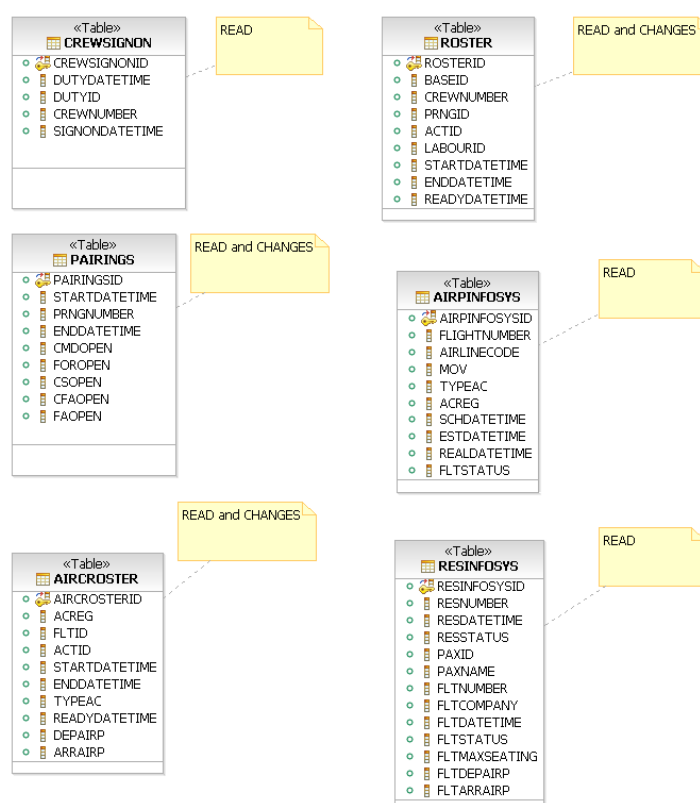 «Table»
CREWSIGNON
CREWSIGNONID
DUTYDATETIME
DUTYID
CREWNUMBER
SIGNONDATETIME
READ
«Table»
ROSTER
ROSTERID
BASEID
CREWNUMBER
PRNGID
ACTID
LABOURID
STARTDATETIME
ENDDATETIME
READYDATETIME
READ and CHANGES
«Table»
PAIRINGS
PAIRINGSID
STARTDATETIME
PRNGNUMBER
ENDDATETIME
CMDOPEN
FOROPEN
CSOPEN
CFAOPEN
FAOPEN
READ and CHANGES
«Table»
AIRPINFOSYS
AIRPINFOSYSID
FLIGHTNUMBER
AIRLINECODE
MOV
TYPEAC
ACREG
SCHDATETIME
ESTDATETIME
REALDATETIME
FLTSTATUS
READ
«Table»
AIRCROSTER
AIRCROSTERID
ACREG
FLTID
ACTID
STARTDATETIME
ENDDATETIME
TYPEAC
READYDATETIME
DEPAIRP
ARRAIRP
READ and CHANGES
«Table»
RESINFOSYS
RESINFOSYSID
RESNUMBER
RESDATETIME
RESSTATUS
PAXID
PAXNAME
FLTNUMBER
FLTCOMPANY
FLTDATETIME
FLTSTATUS
FLTMAXSEATING
FLTDEPAIRP
FLTARRAIRP
READ